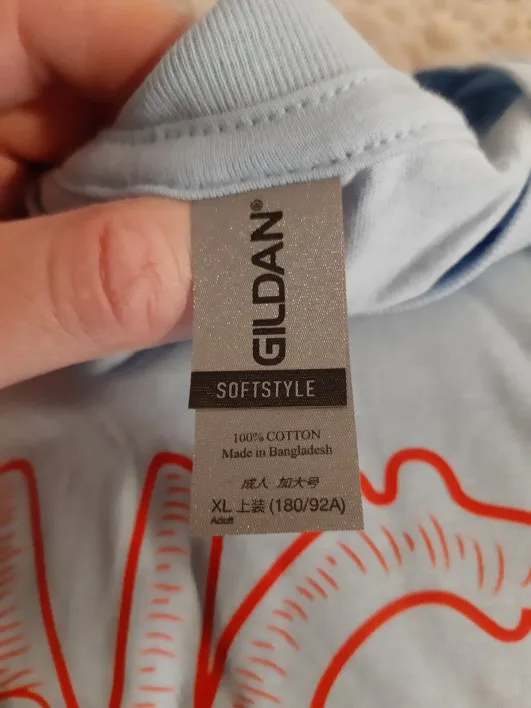 GILDAN®
SOFTSTYLE
100% COTTON
Made in Bangladesh
成人 加大号
XL 上装 (180/92A)
Adult